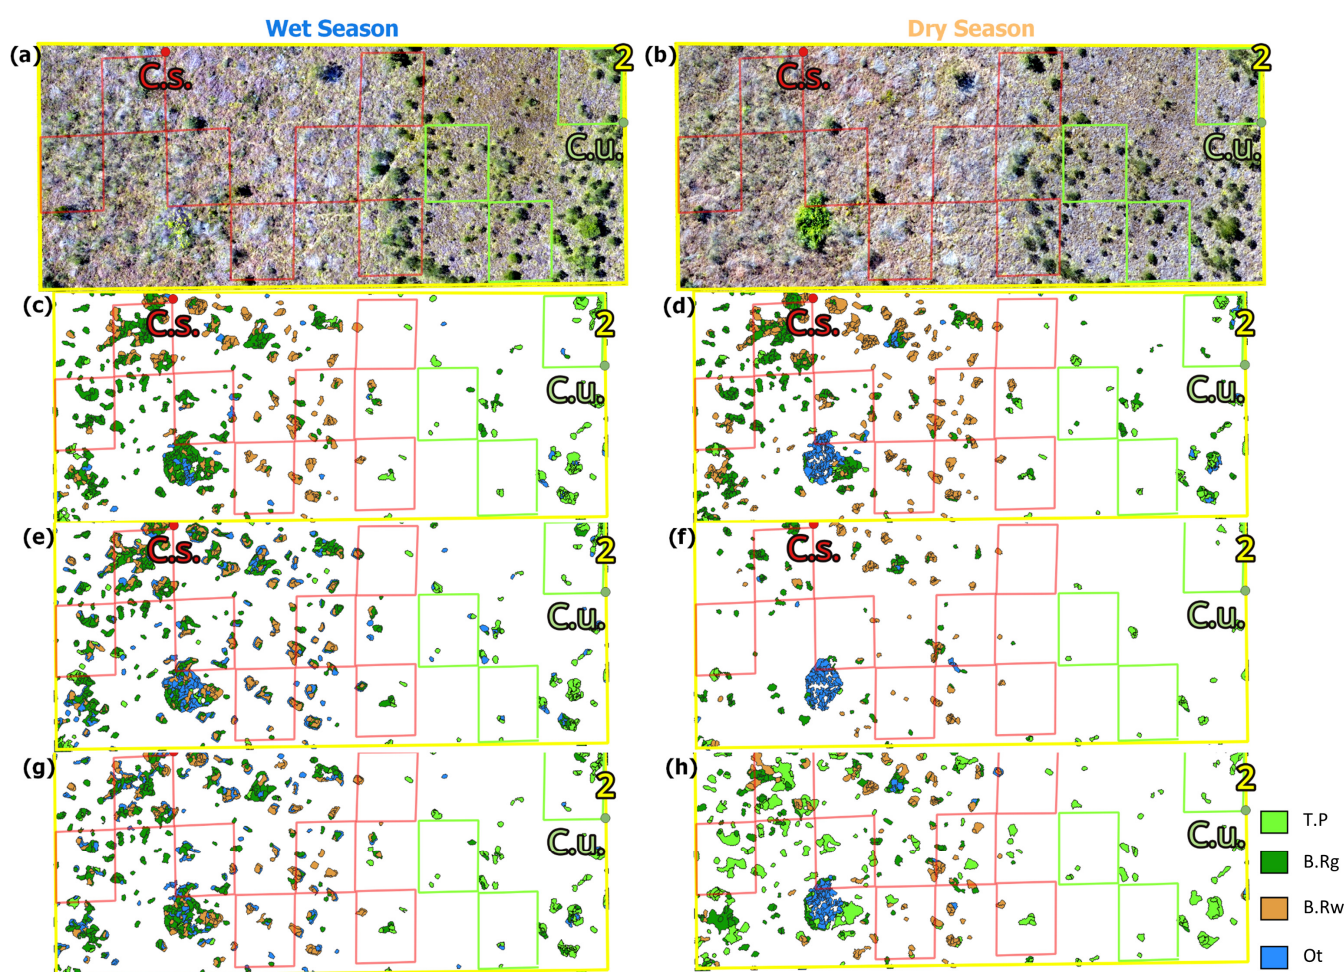 Wet Season
Dry Season
(a)
C.s.
2
C.u.
(b)
C.s.
2
C.u.
(c)
C.s.
2
C.u.
(d)
C.s.
2
C.u.
(e)
C.s.
2
C.u.
(f)
C.s.
2
C.u.
(g)
2
C.u.
(h)
2
C.u.
T.P
B.Rg
B.Rw
Ot